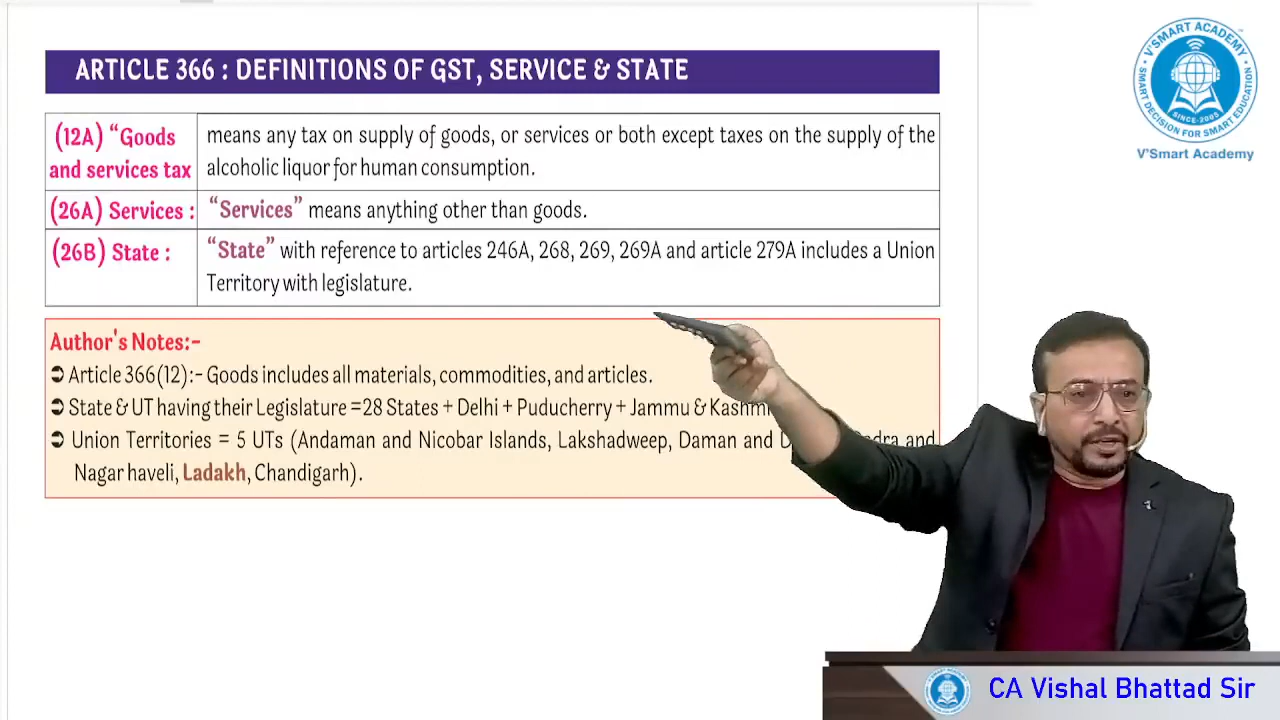 ARTICLE 366 : DEFINITIONS OF GST, SERVICE & STATE
(12A) “Goods and services tax
means any tax on supply of goods, or services or both except taxes on the supply of the
alcoholic liquor for human consumption.
(26A) Services :
“Services” means anything other than goods.
(26B) State :
“State” with reference to articles 246A, 268, 269, 269A and article 279A includes a Union
Territory with legislature.
Author's Notes:-
➲ Article 366(12):- Goods includes all materials, commodities, and articles.
➲ State & UT having their Legislature =28 States + Delhi + Puducherry + Jammu &
➲ Union Territories = 5 UTs (Andaman and Nicobar Islands, Lakshadweep, Daman and and
Nagar haveli, Ladakh, Chandigarh).
V'SMART ACADEMY
SMART DECISION FOR SMART EDUCATION
SINCE-2005
V'Smart Academy
CA Vishal Bhattad Sir